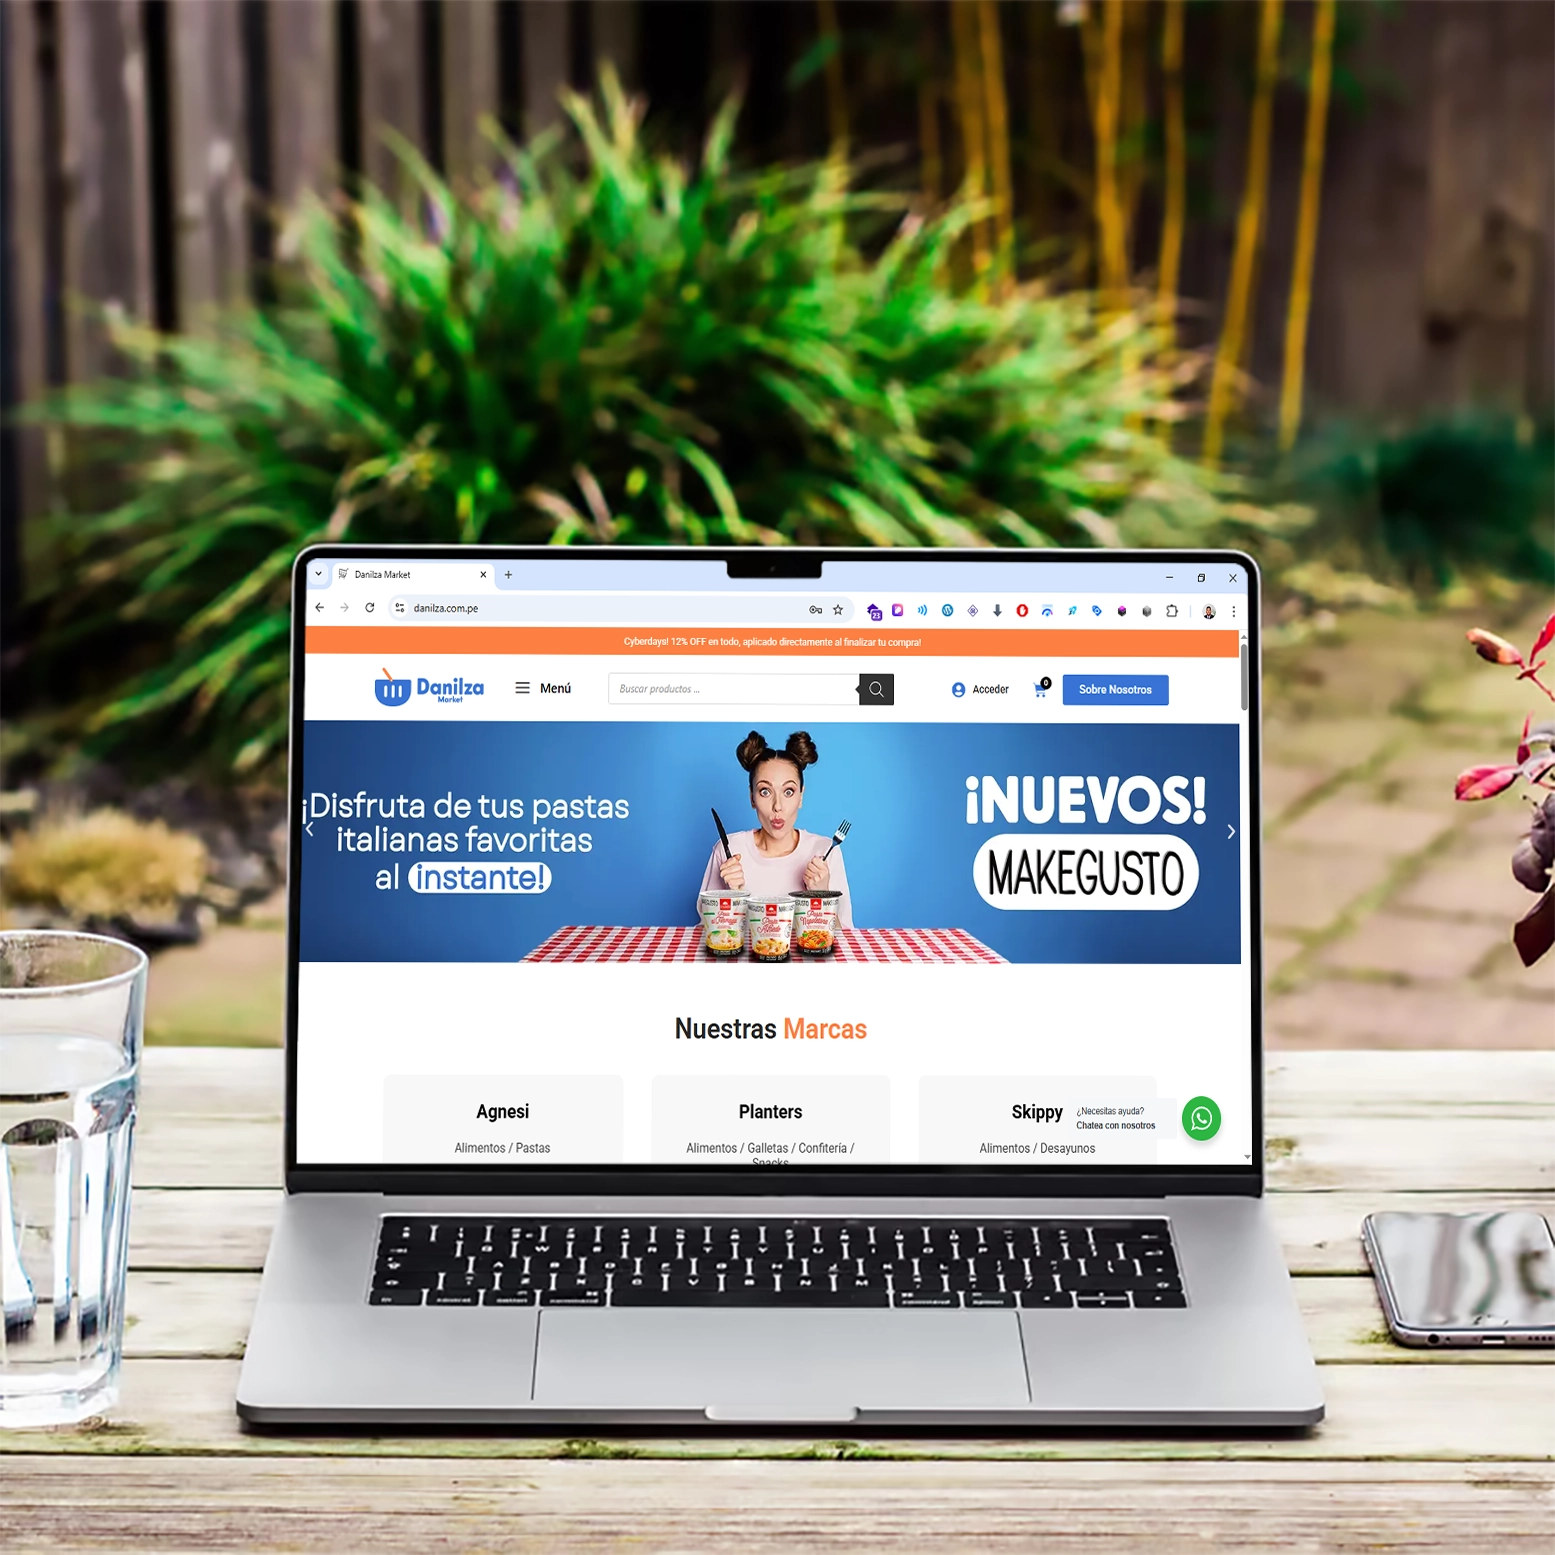 Danilza Market
danilza.com.pe
23
Cyberdays! 12% OFF en todo, aplicado directamente al finalizar tu compra!
Danilza
Market
Menú
Buscar productos ...
Acceder
0
Sobre Nosotros
¡Disfruta de tus pastas
italianas favoritas
al instante!
¡NUEVOS!
MAKEGUSTO
Nuestras Marcas
Agnesi
Alimentos / Pastas
Planters
Alimentos / Galletas / Confitería /
Snacks
Skippy
Alimentos / Desayunos
¿Necesitas ayuda?
Chatea con nosotros